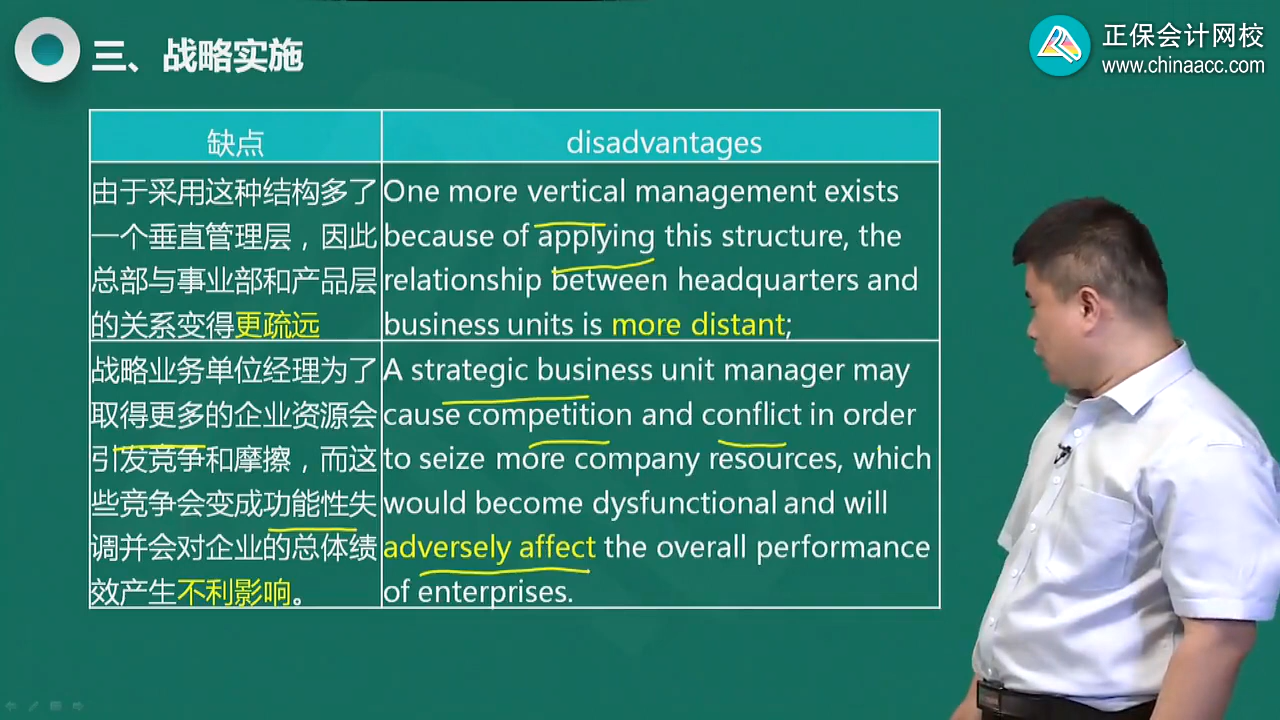 三、战略实施
正保会计网校
www.chinaacc.com
缺点
disadvantages
由于采用这种结构多了
一个垂直管理层，因此
总部与事业部和产品层
的关系变得更疏远
One more vertical management exists
because of applying this structure, the
relationship between headquarters and
business units is more distant;
战略业务单位经理为了
取得更多的企业资源会
引发竞争和摩擦，而这
些竞争会变成功能性失
调并会对企业的总体绩
效产生不利影响。
A strategic business unit manager may
cause competition and conflict in order
to seize more company resources, which
would become dysfunctional and will
adversely affect the overall performance
of enterprises.